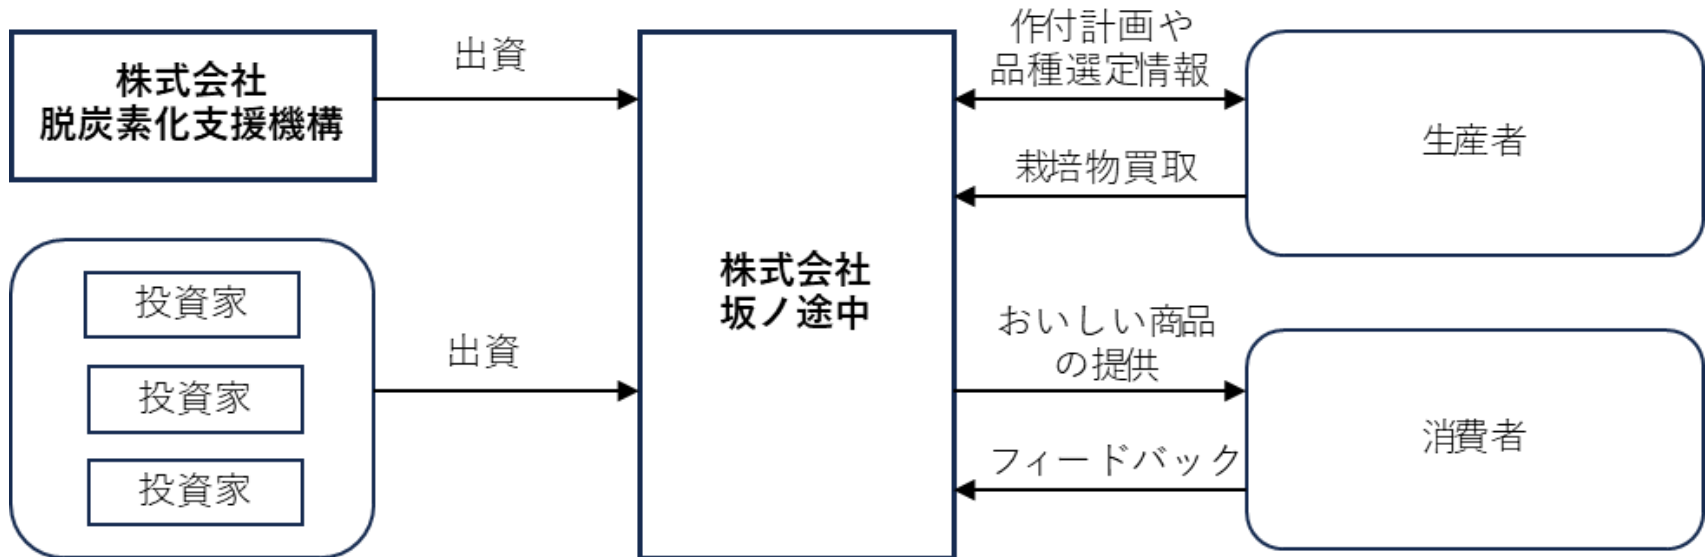 株式会社
脱炭素化支援機構
出資
投資家
投資家
投資家
出資
株式会社
坂ノ途中
作付計画や
品種選定情報
栽培物買取
生産者
おいしい商品
の提供
フィードバック
消費者